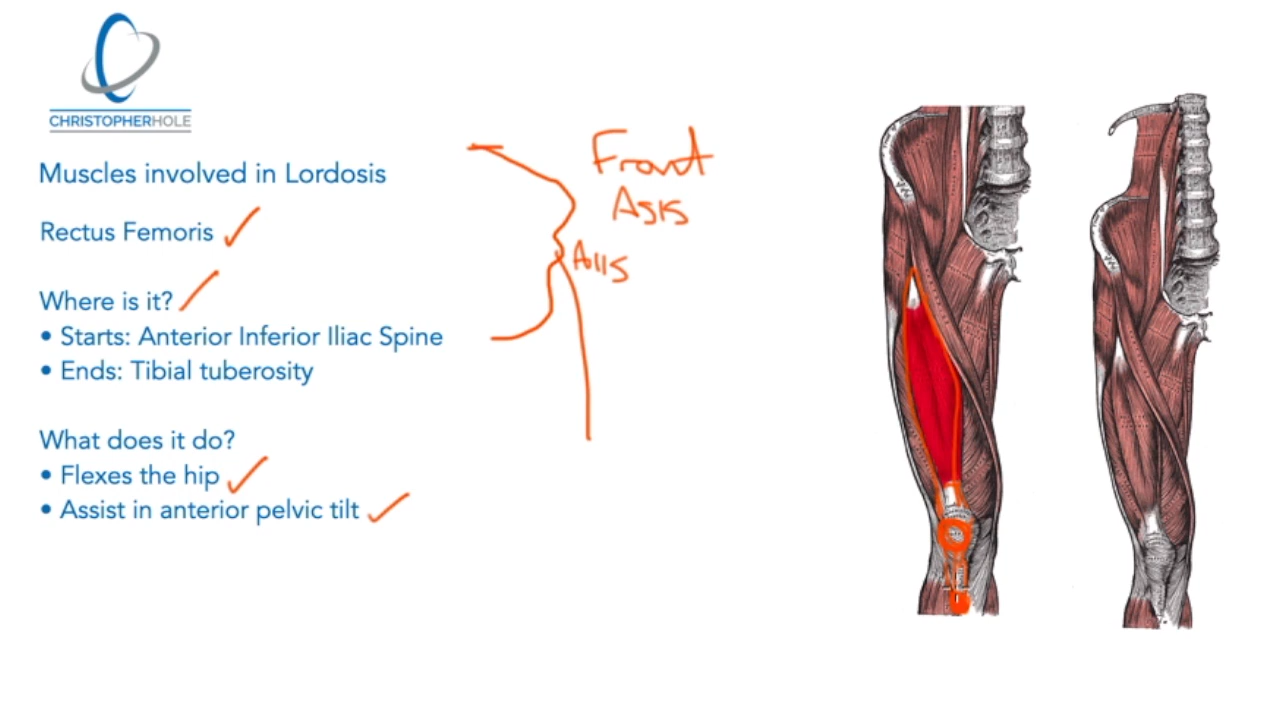 CHRISTOPHERHOLE
Muscles involved in Lordosis
Rectus Femoris
Where is it?
• Starts: Anterior Inferior Iliac Spine
• Ends: Tibial tuberosity
What does it do?
• Flexes the hip
• Assist in anterior pelvic tilt
Front
ASIS
AIIS